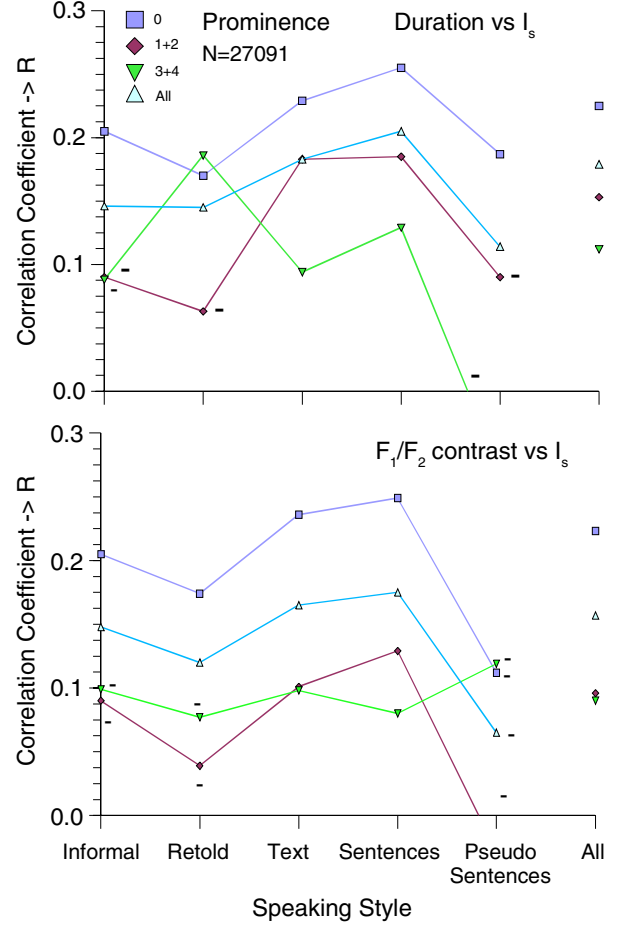 0.3
0
Prominence
Duration vs Is
1+2
N=27091
3+4
All
0.2
0.1
0.0
Correlation Coefficient -> R
0.3
F1/F2 contrast vs Is
0.2
0.1
0.0
Correlation Coefficient -> R
Informal
Retold
Text
Sentences
Pseudo
Sentences
All
Speaking Style